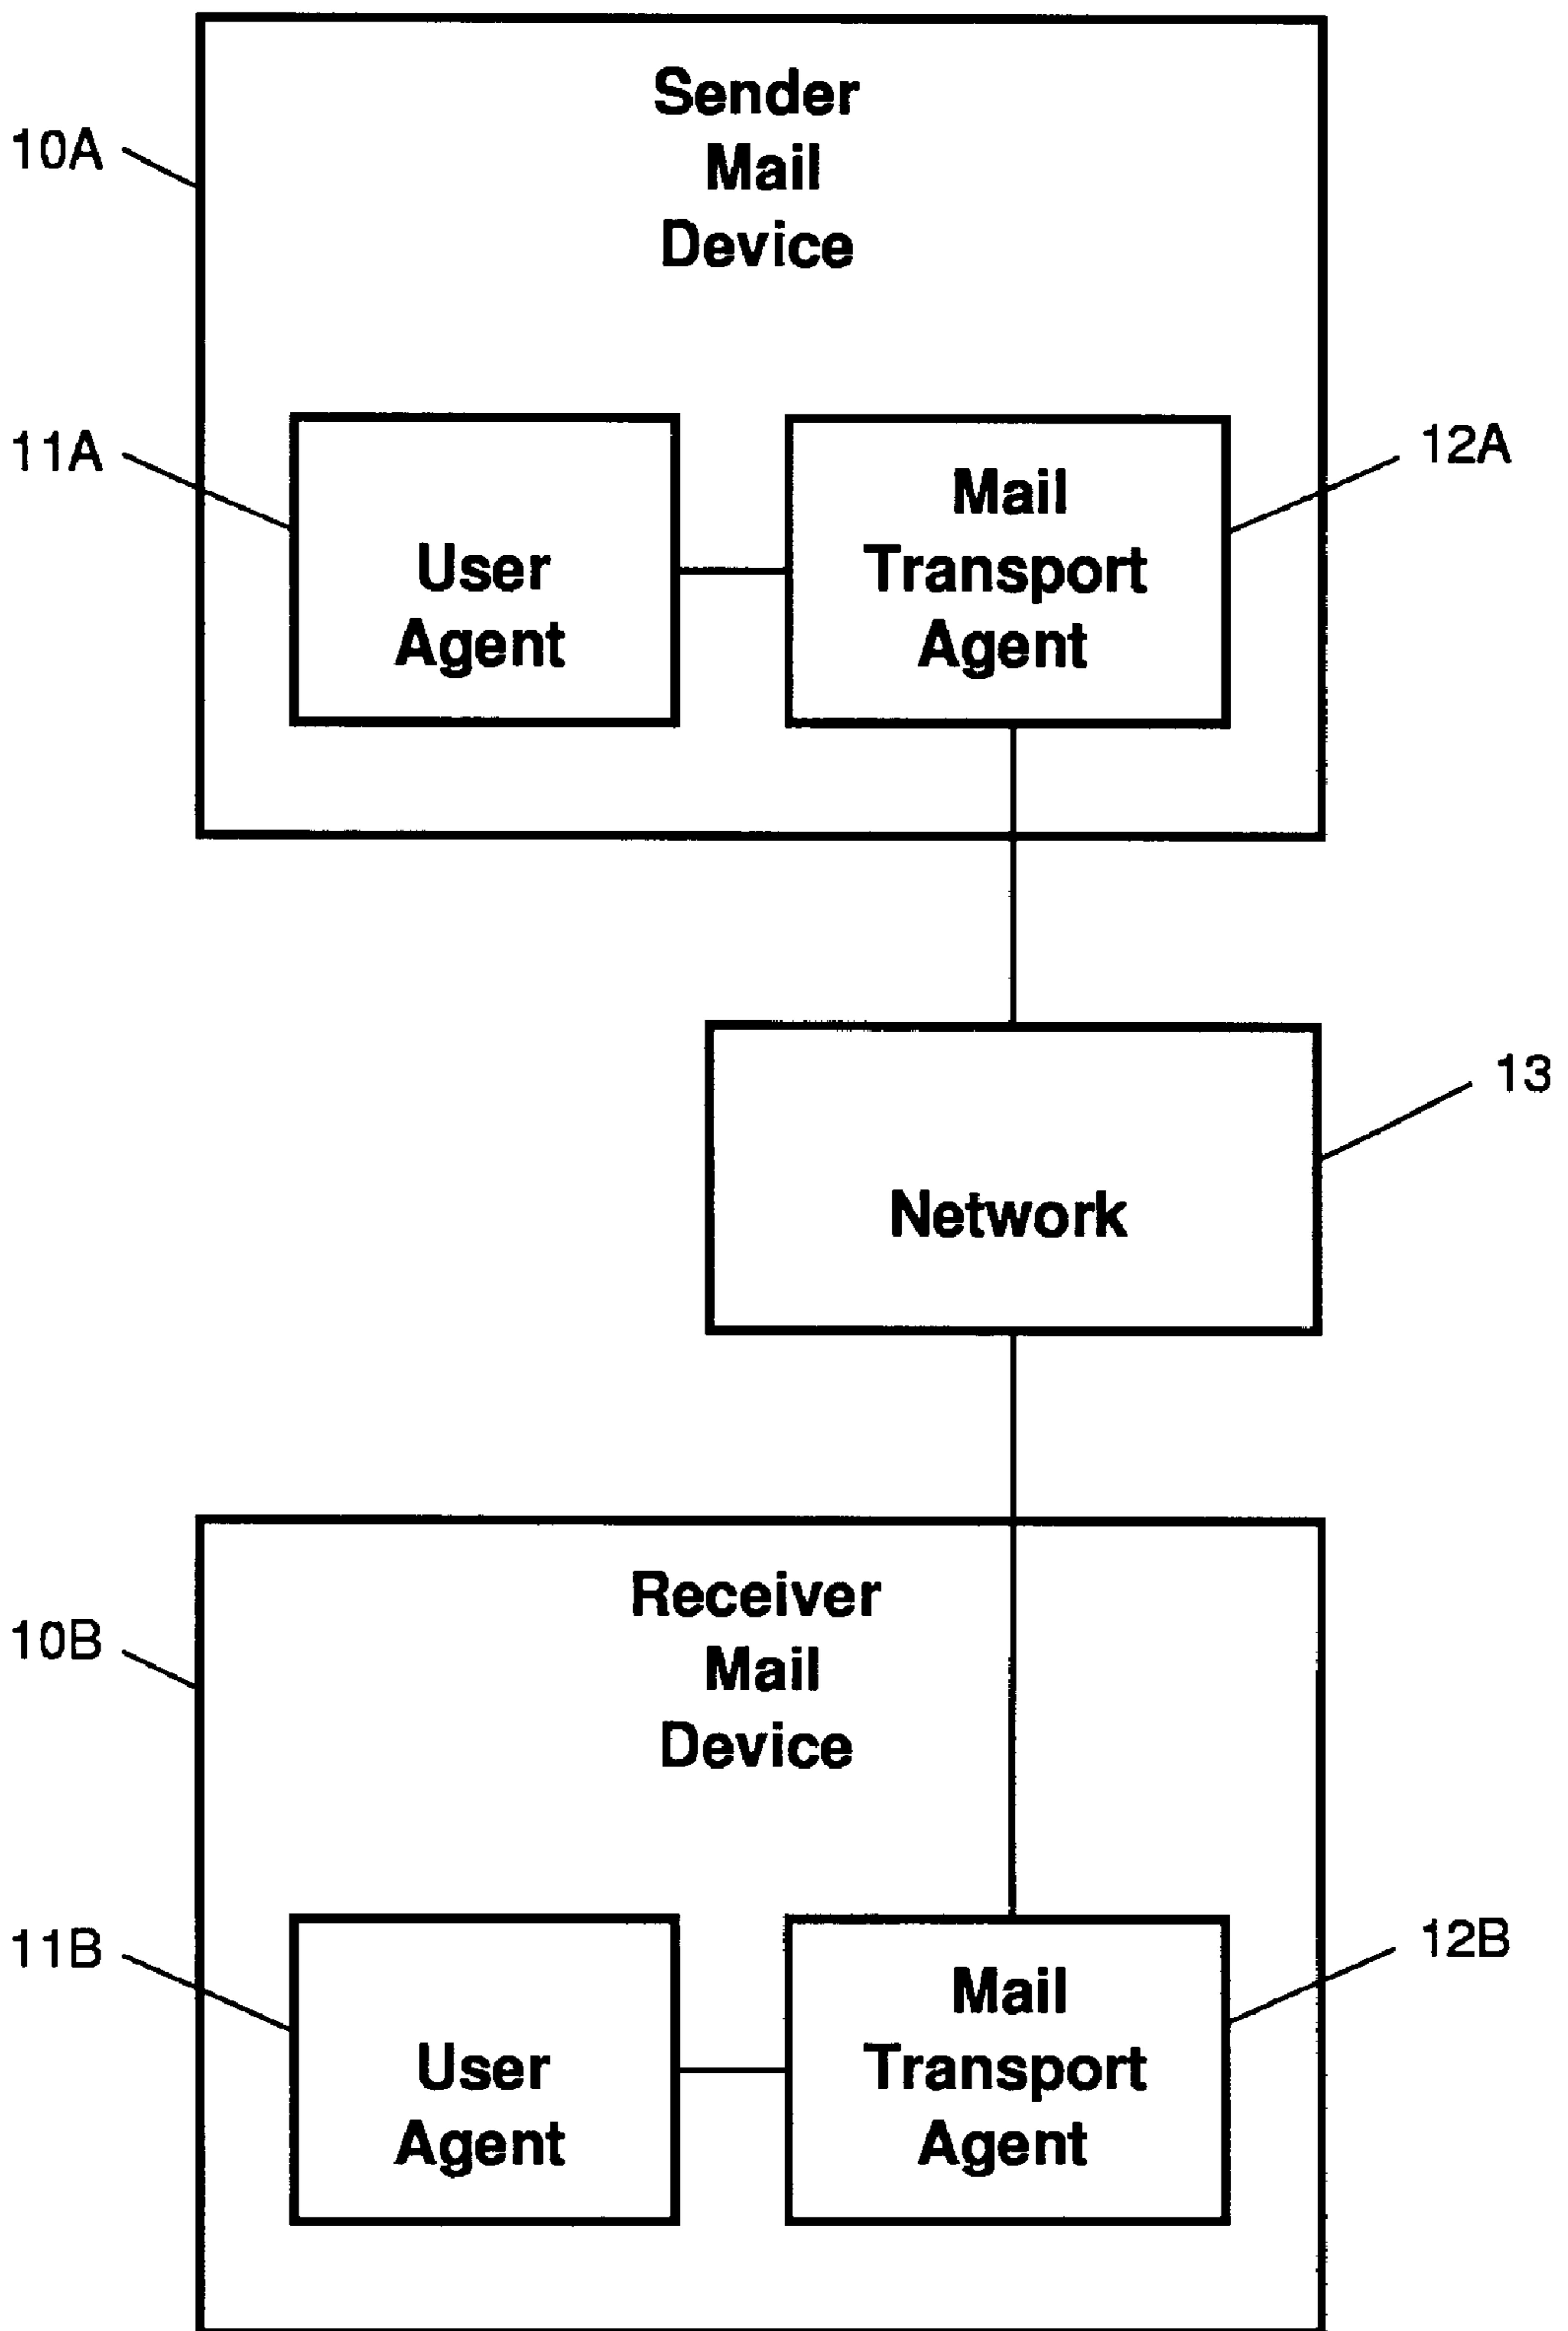 Sender
Mail
Device
10A
11A
User
Agent
Mail
Transport
Agent
12A
Network
13
Receiver
Mail
Device
10B
11B
User
Agent
Mail
Transport
Agent
12B